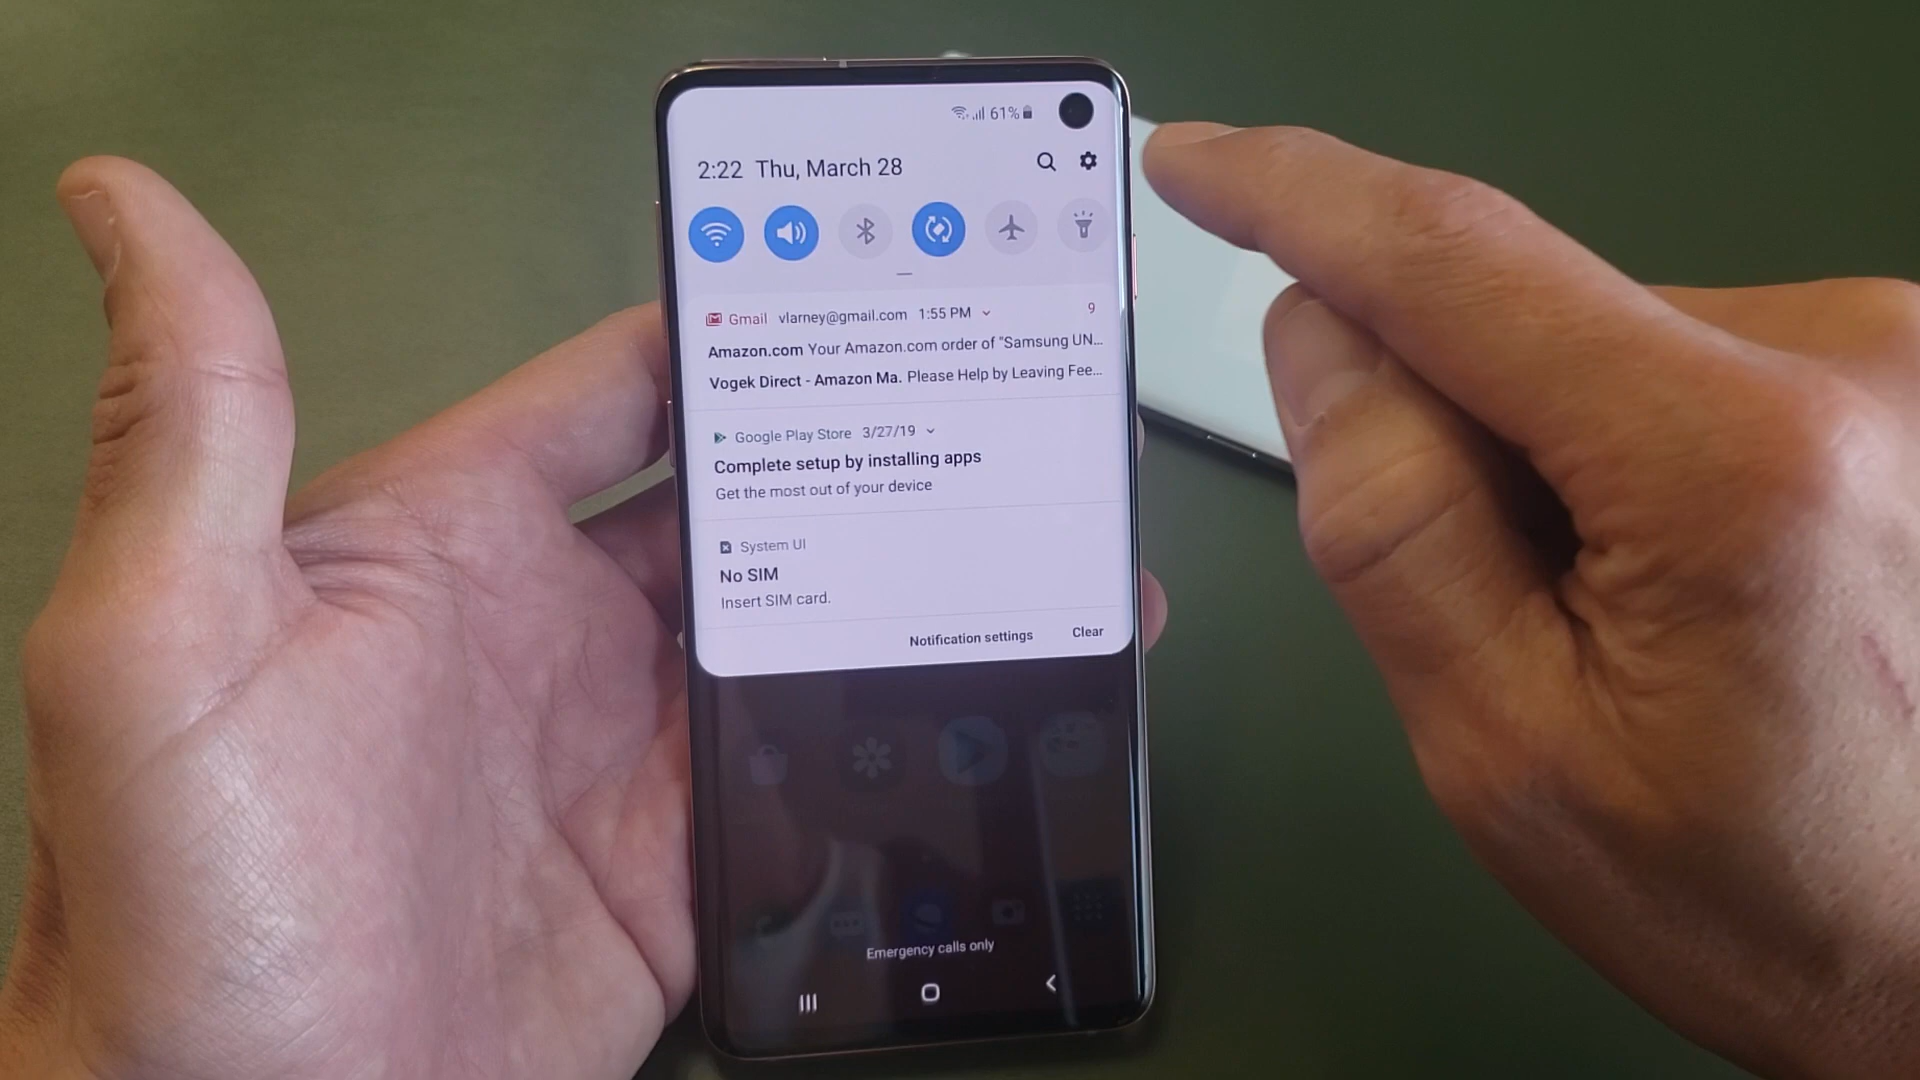 61%
2:22 Thu, March 28
Gmail vlarney@gmail.com 1:55 PM 9
Amazon.com Your Amazon.com order of "Samsung UN...
Vogek Direct - Amazon Ma. Please Help by Leaving Fee...
Google Play Store 3/27/19
Complete setup by installing apps
Get the most out of your device
System UI
No SIM
Insert SIM card.
Notification settings Clear
Emergency calls only